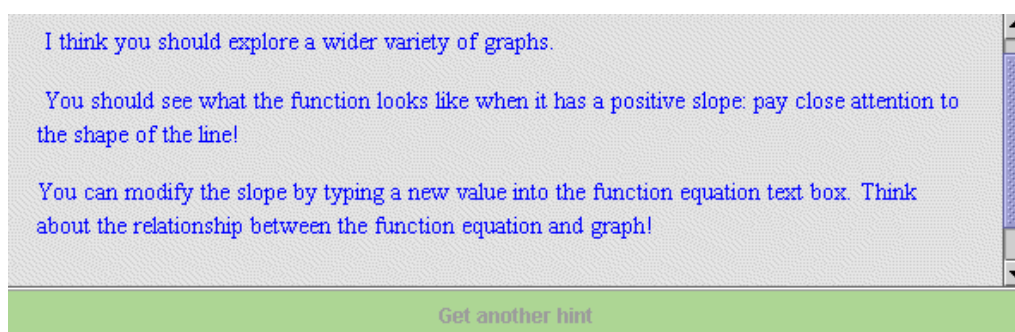 I think you should explore a wider variety of graphs.
You should see what the function looks like when it has a positive slope: pay close attention to
the shape of the line!
You can modify the slope by typing a new value into the function equation text box. Think
about the relationship between the function equation and graph!
Get another hint